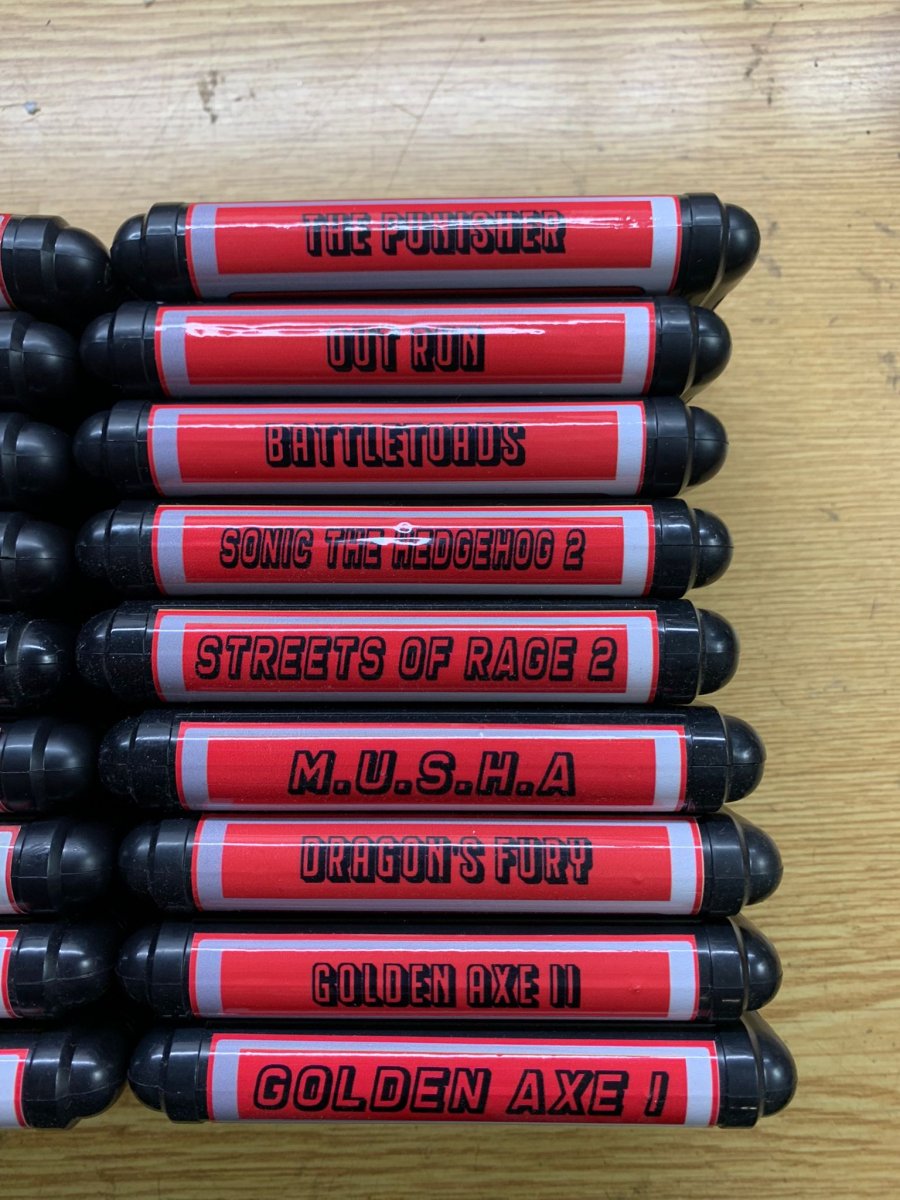 THE PUNISHER
OUT RUN
BATTLETOADS
SONIC THE HEDGEHOG 2
STREETS OF RAGE 2
M.U.S.H.A
DRAGON'S FURY
GOLDEN AXE II
GOLDEN AXE I